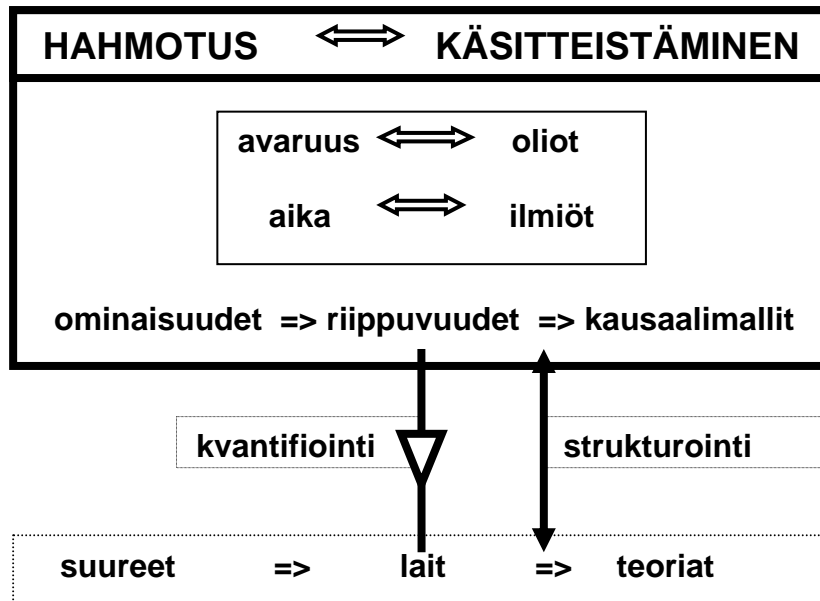 HAHMOTUS KÄSITTEISTÄMINEN
avaruus oliot
aika ilmiöt
ominaisuudet => riippuvuudet => kausaalimallit
kvantifiointi strukturointi
suureet => lait => teoriat